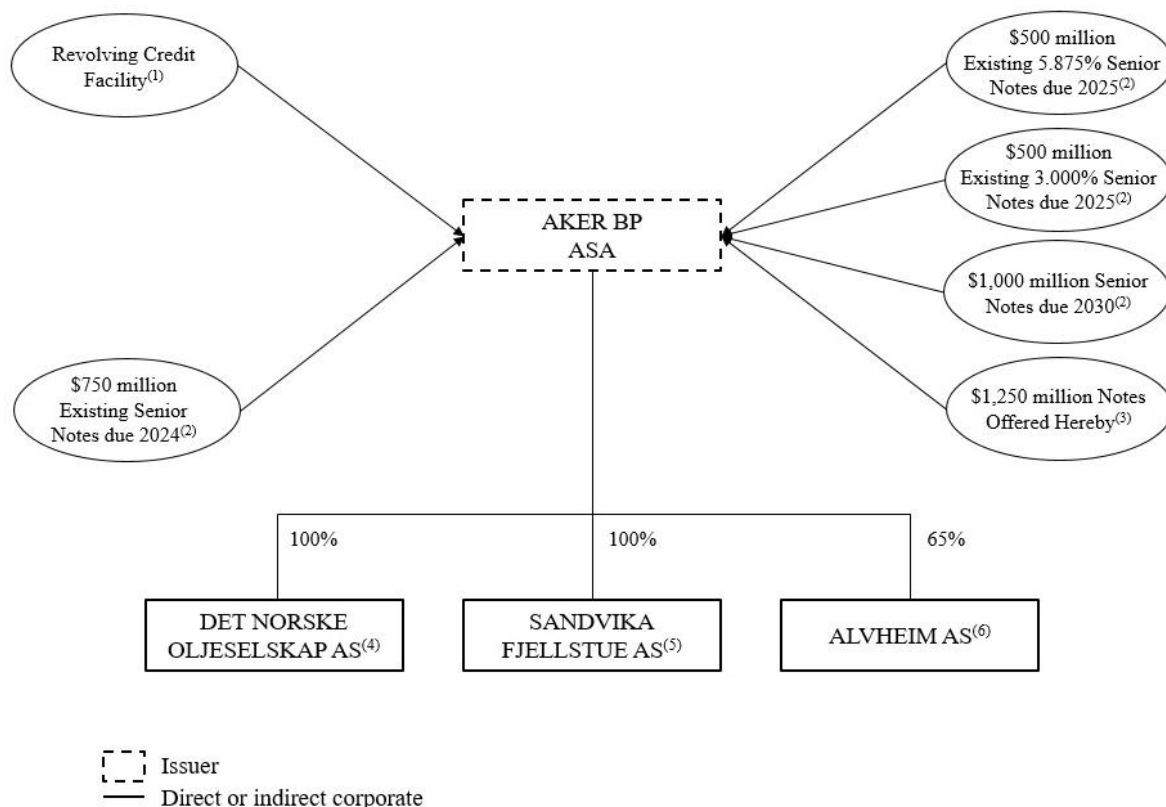 Revolving Credit
Facility(1)
$500 million
Existing 5.875% Senior
Notes due 2025(2)
$500 million
Existing 3.000% Senior
Notes due 2025(2)
AKER BP
ASA
$1,000 million Senior
Notes due 2030(2)
$750 million
Existing Senior
Notes due 2024(2)
$1,250 million Notes
Offered Hereby(3)
100%
100%
65%
DET NORSKE
OLJESELSKAP AS(4)
SANDVIKA
FJELLSTUE AS(5)
ALVHEIM AS(6)
Issuer
Direct or indirect corporate